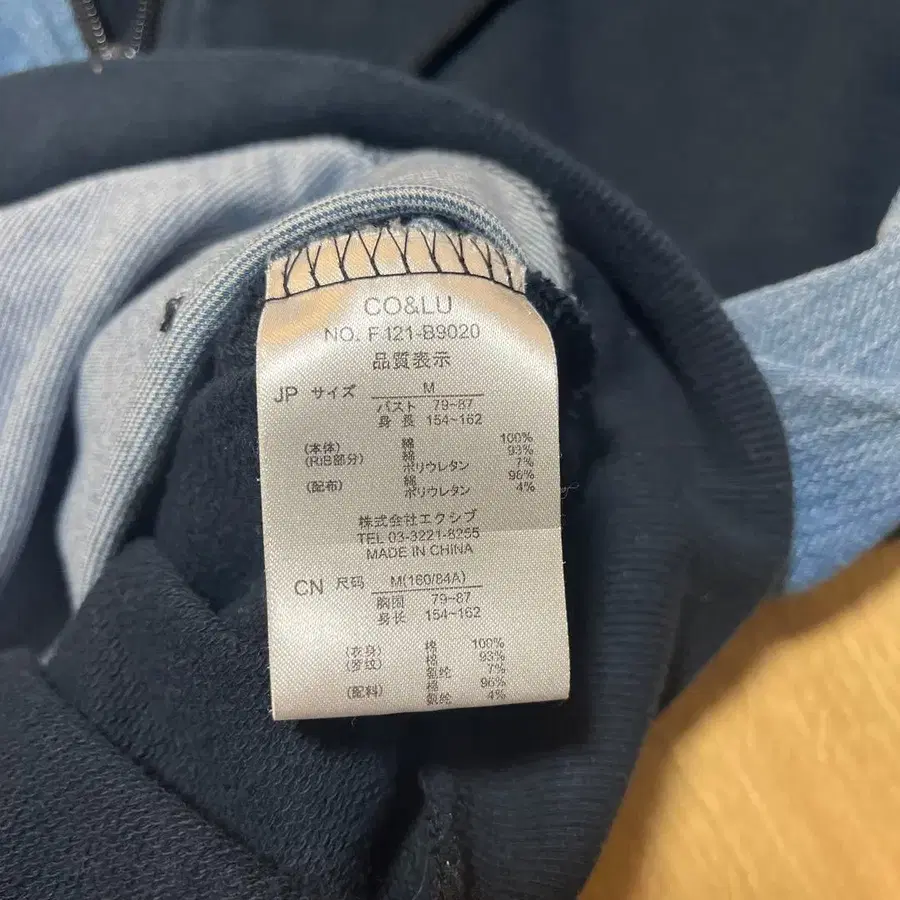 CO&LU
NO. F421-B9020
品質表示
JP サイズ M
バスト 79~87
身長 154~162
(本体) 綿 100%
(RIB部分) 綿 93%
ポリウレタン 7%
(配布) 綿 96%
ポリウレタン 4%
株式会社エクシブ
TEL 03-3221-8255
MADE IN CHINA
CN 尺码 M(160/84A)
胸围 79~87
身长 154~162
(衣身) 棉 100%
(罗纹) 棉 93%
氨纶 7%
(配料) 棉 96%
氨纶 4%